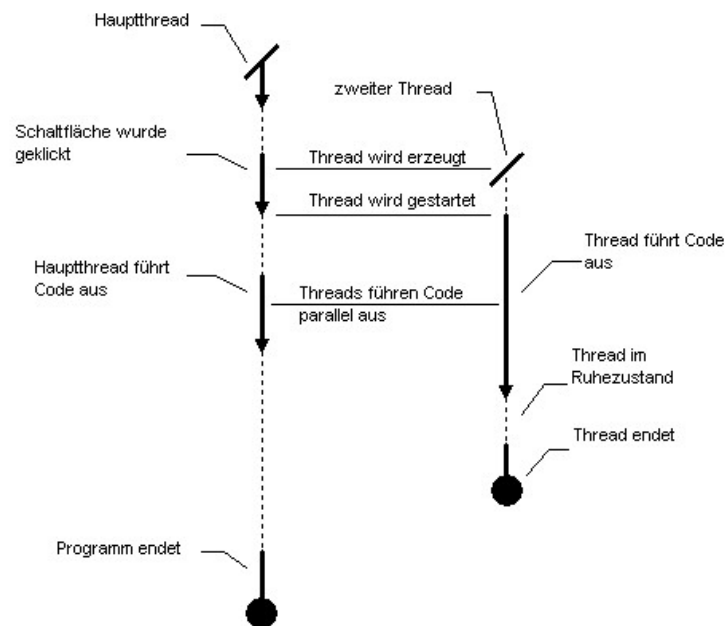 Hauptthread
zweiter Thread
Schaltfläche wurde
geklickt
Thread wird erzeugt
Thread wird gestartet
Thread führt Code
aus
Hauptthread führt
Code aus
Threads führen Code
parallel aus
Thread im
Ruhezustand
Thread endet
Programm endet